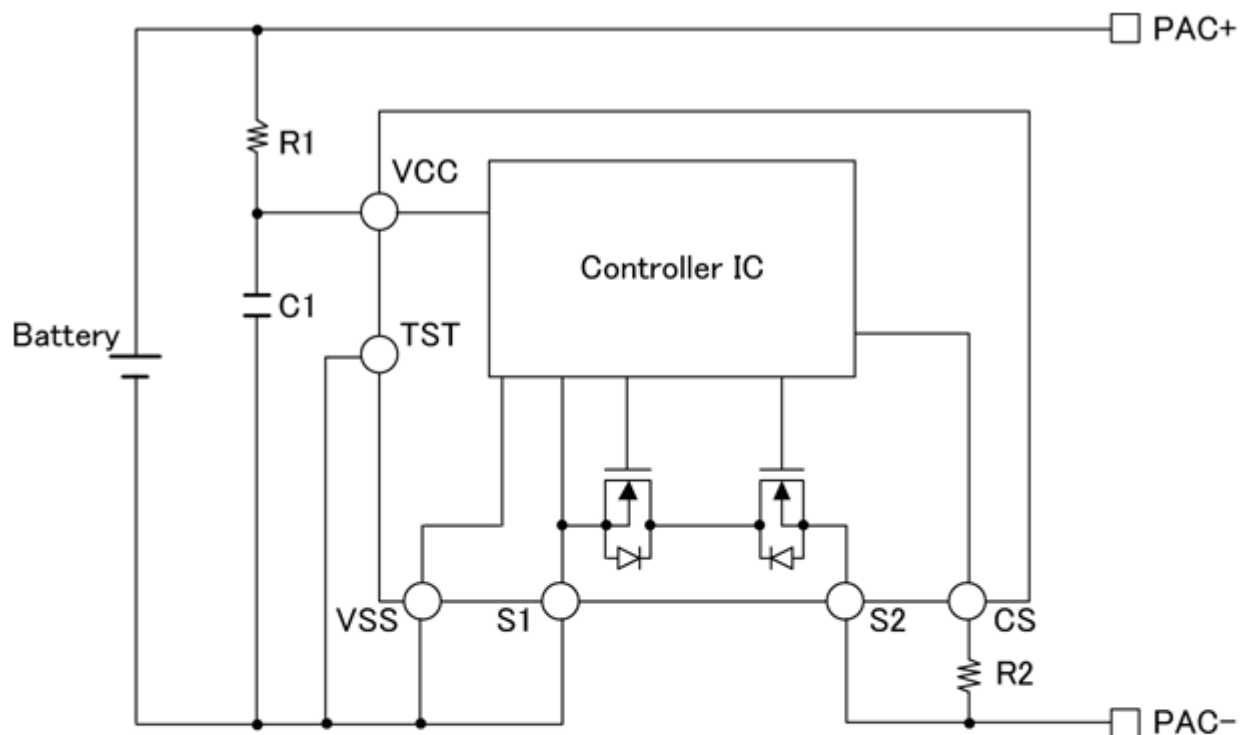 PAC+
R1
VCC
Controller IC
C1
Battery
TST
VSS
S1
S2
CS
R2
PAC-